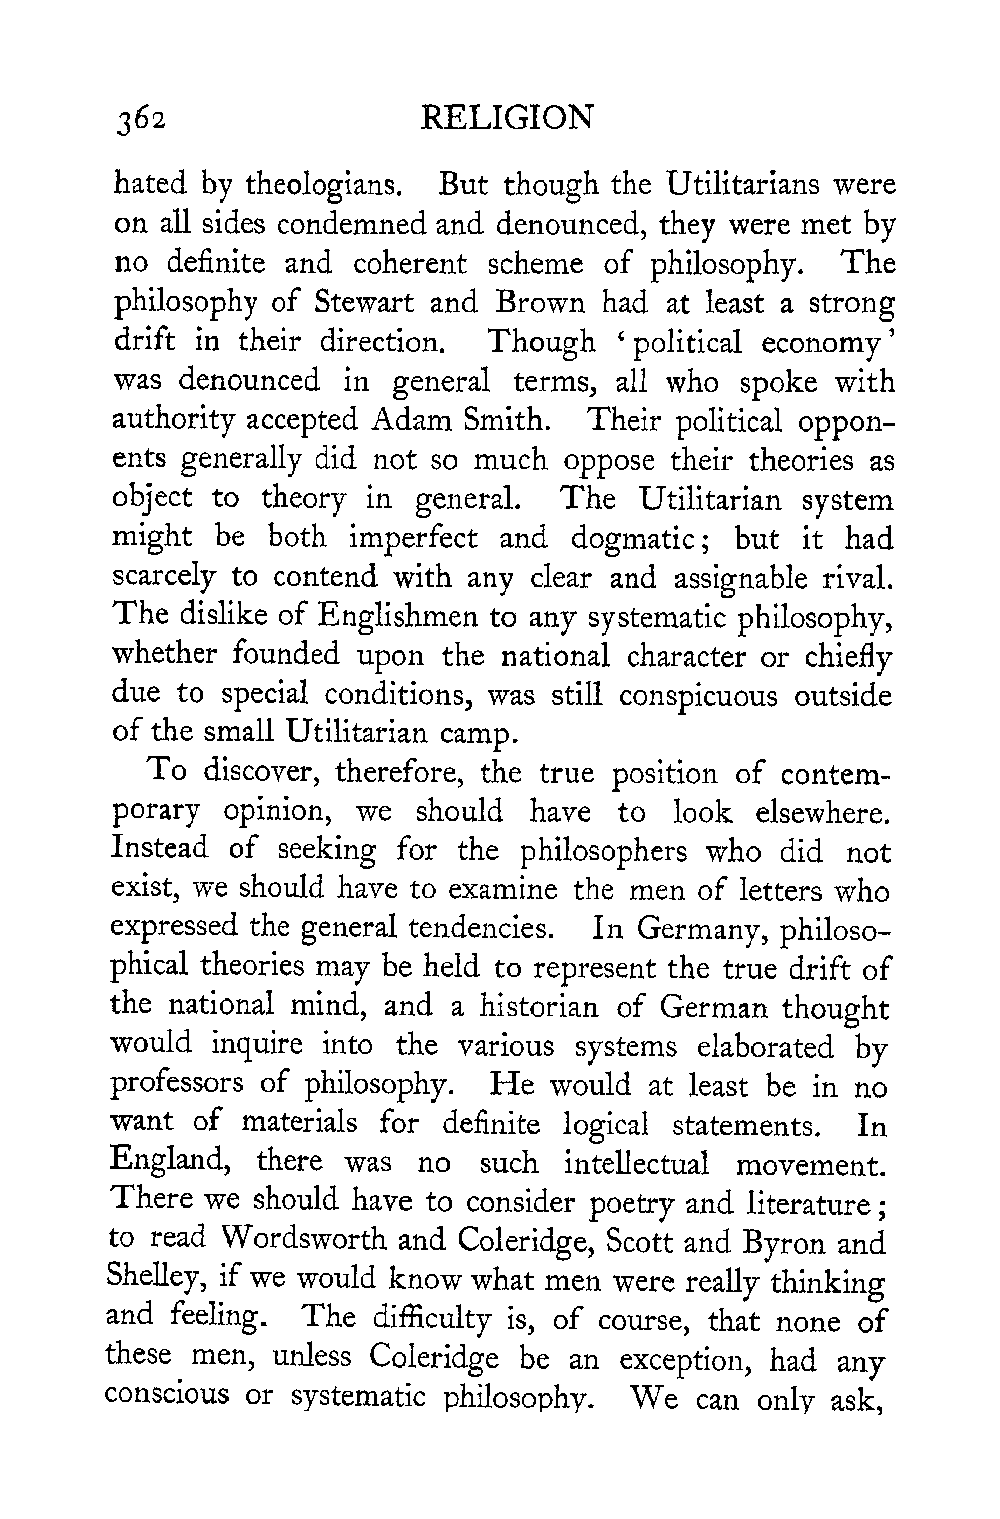 362 RELIGION
hated by theologians. But though the Utilitarians were
on all sides condemned and denounced, they were met by
no definite and coherent scheme of philosophy. The
philosophy of Stewart and Brown had at least a strong
drift in their direction. Though ‘political economy’
was denounced in general terms, all who spoke with
authority accepted Adam Smith. Their political oppon-
ents generally did not so much oppose their theories as
object to theory in general. The Utilitarian system
might be both imperfect and dogmatic; but it had
scarcely to contend with any clear and assignable rival.
The dislike of Englishmen to any systematic philosophy,
whether founded upon the national character or chiefly
due to special conditions, was still conspicuous outside
of the small Utilitarian camp.
To discover, therefore, the true position of contem-
porary opinion, we should have to look elsewhere.
Instead of seeking for the philosophers who did not
exist, we should have to examine the men of letters who
expressed the general tendencies. In Germany, philoso-
phical theories may be held to represent the true drift of
the national mind, and a historian of German thought
would inquire into the various systems elaborated by
professors of philosophy. He would at least be in no
want of materials for definite logical statements. In
England, there was no such intellectual movement.
There we should have to consider poetry and literature;
to read Wordsworth and Coleridge, Scott and Byron and
Shelley, if we would know what men were really thinking
and feeling. The difficulty is, of course, that none of
these men, unless Coleridge be an exception, had any
conscious or systematic philosophy. We can only ask,